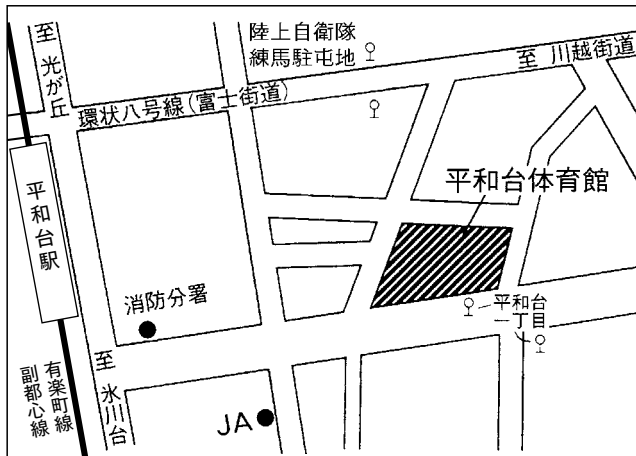 至 光が丘
陸上自衛隊
練馬駐屯地
至 川越街道
環状八号線(富士街道)
平和台体育館
平和台駅
消防分署
平和台
一丁目
至 氷川台
有楽町線
副都心線
JA